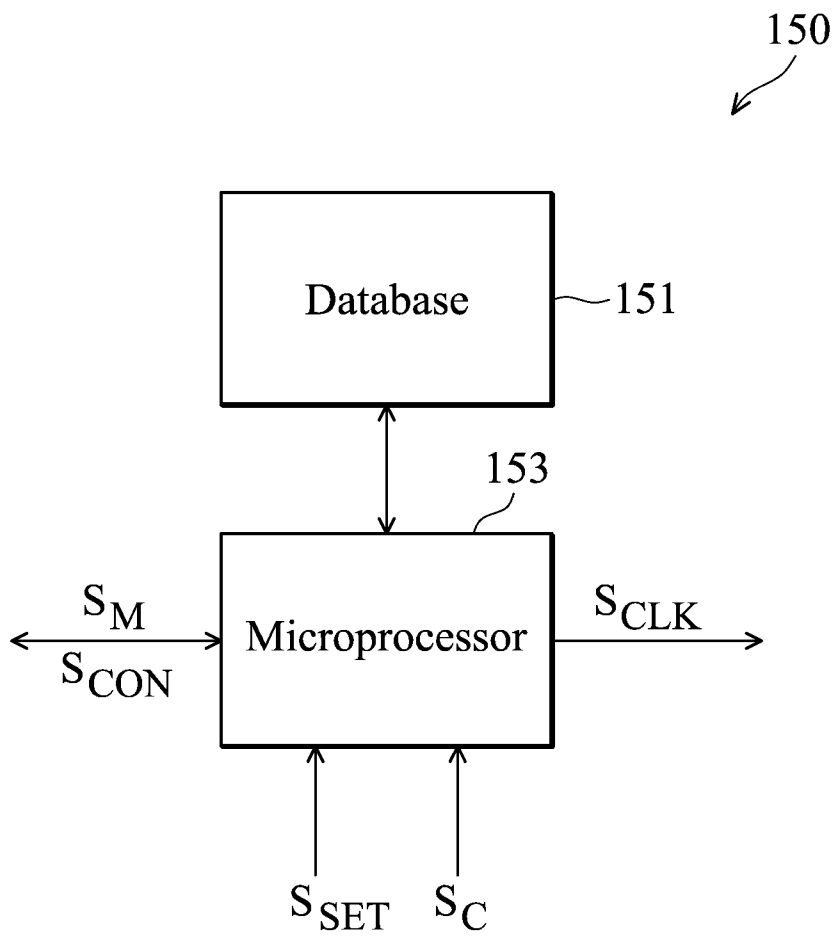 150
Database
151
153
S_M
S_CON
Microprocessor
S_CLK
S_SET
S_C